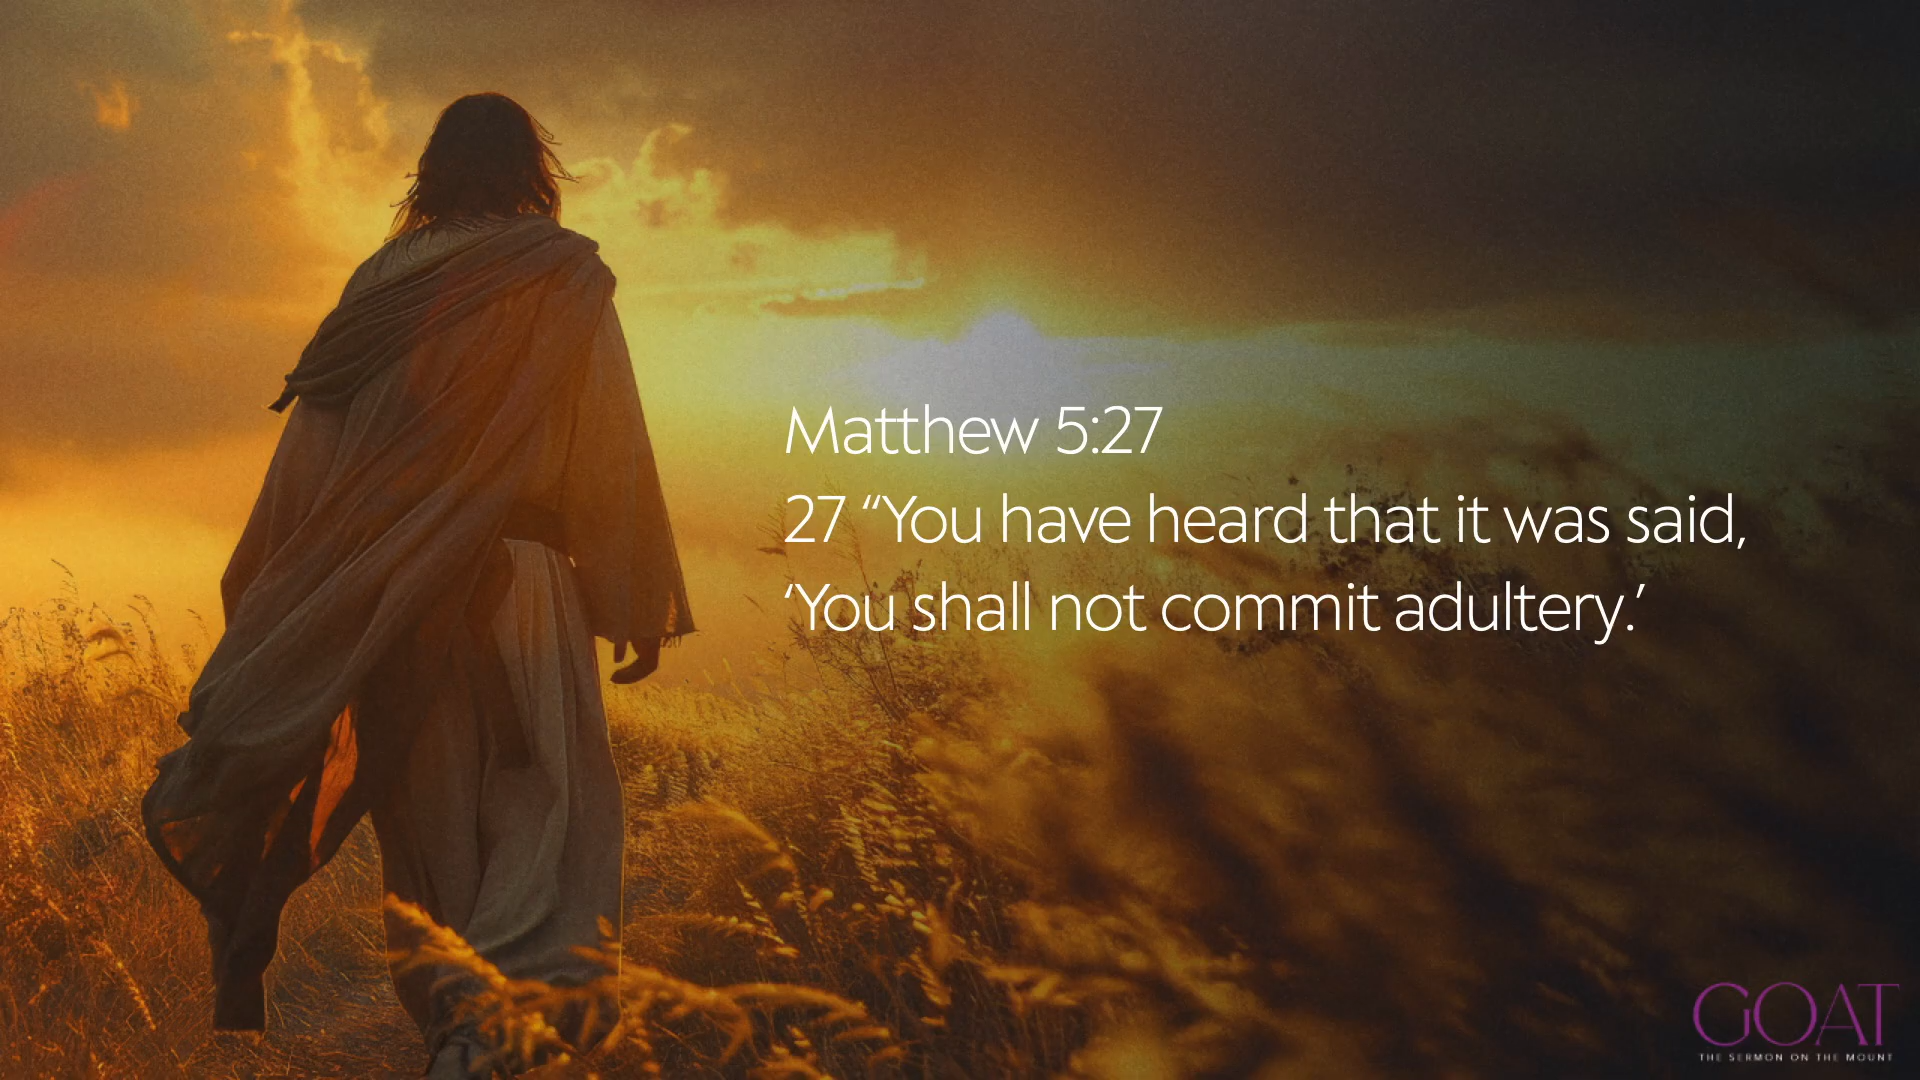 Matthew 5:27
27 “You have heard that it was said,
‘You shall not commit adultery.’
GOAT
THE SERMON ON THE MOUNT